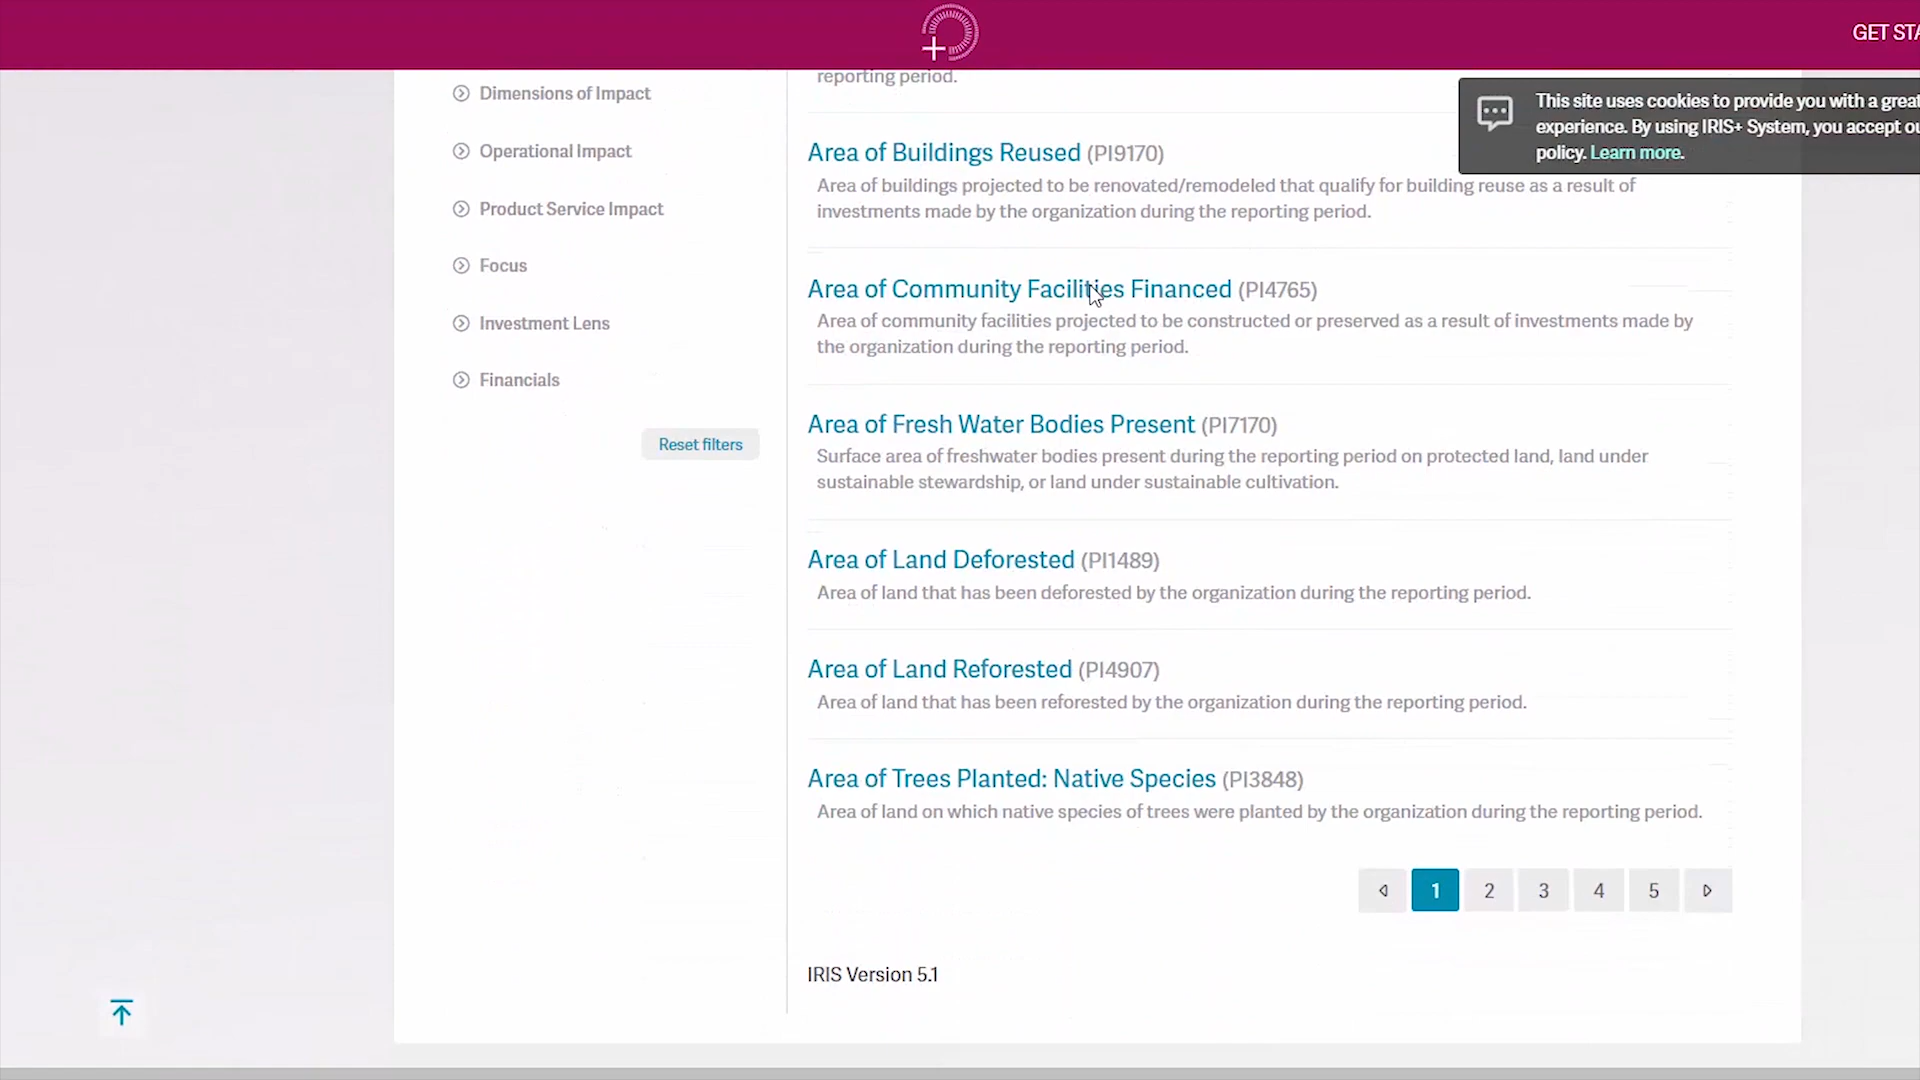 GET STA
reporting period.
Dimensions of Impact
This site uses cookies to provide you with a great
experience. By using IRIS+ System, you accept ou
policy. Learn more.
Operational Impact
Area of Buildings Reused (PI9170)
Area of buildings projected to be renovated/remodeled that qualify for building reuse as a result of
investments made by the organization during the reporting period.
Product Service Impact
Focus
Area of Community Facilities Financed (PI4765)
Area of community facilities projected to be constructed or preserved as a result of investments made by
the organization during the reporting period.
Investment Lens
Financials
Reset filters
Area of Fresh Water Bodies Present (PI7170)
Surface area of freshwater bodies present during the reporting period on protected land, land under
sustainable stewardship, or land under sustainable cultivation.
Area of Land Deforested (PI1489)
Area of land that has been deforested by the organization during the reporting period.
Area of Land Reforested (PI4907)
Area of land that has been reforested by the organization during the reporting period.
Area of Trees Planted: Native Species (PI3848)
Area of land on which native species of trees were planted by the organization during the reporting period.
1 2 3 4 5
IRIS Version 5.1